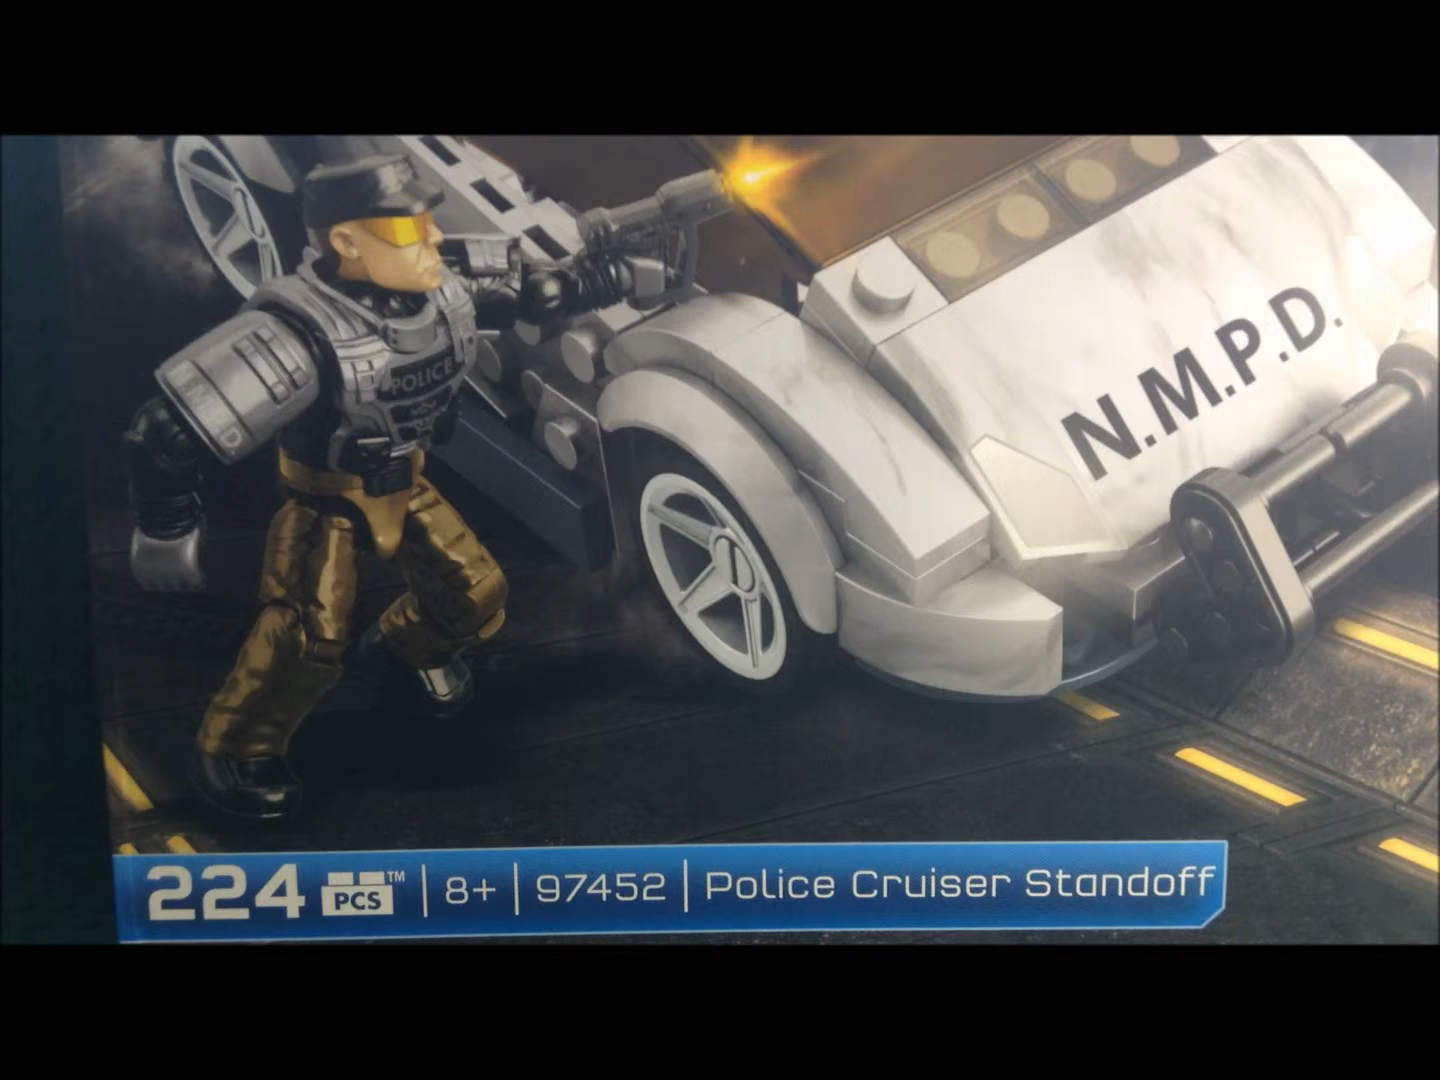 POLICE
N.M.P.D.
224 PCS™ | 8+ | 97452 | Police Cruiser Standoff